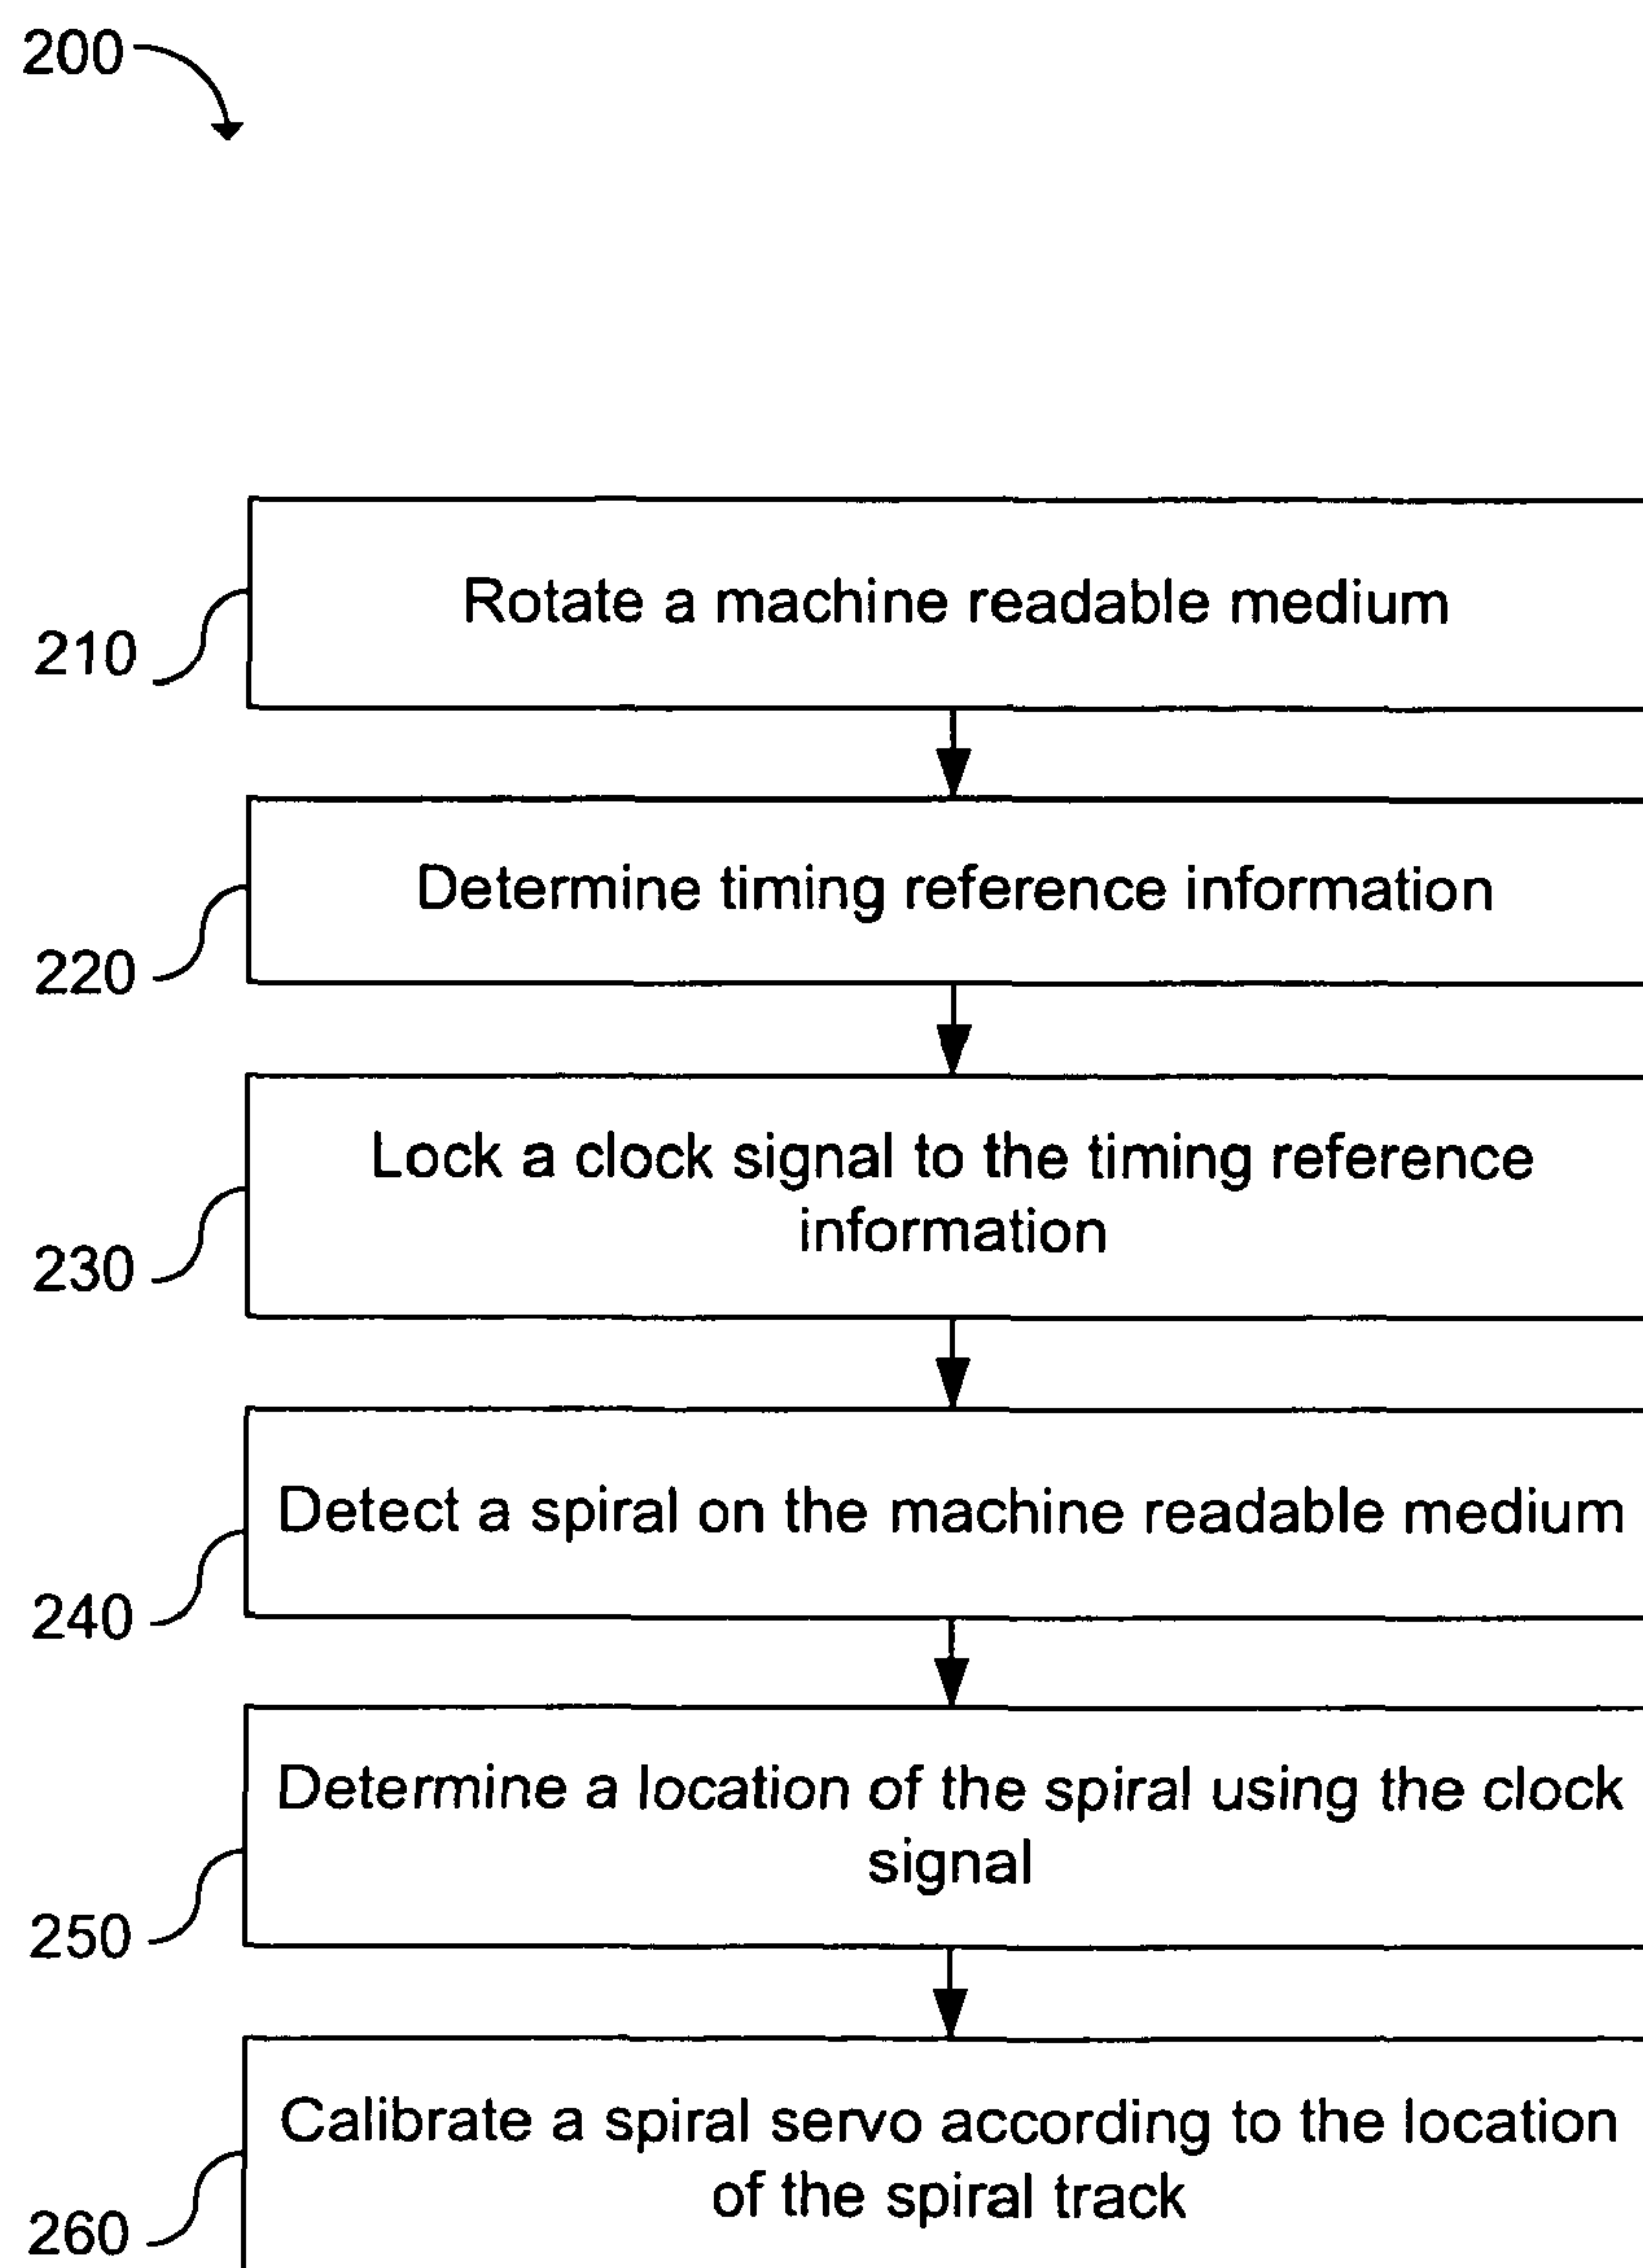 200
Rotate a machine readable medium
210
Determine timing reference information
220
Lock a clock signal to the timing reference
information
230
Detect a spiral on the machine readable medium
240
Determine a location of the spiral using the clock
signal
250
Calibrate a spiral servo according to the location
of the spiral track
260